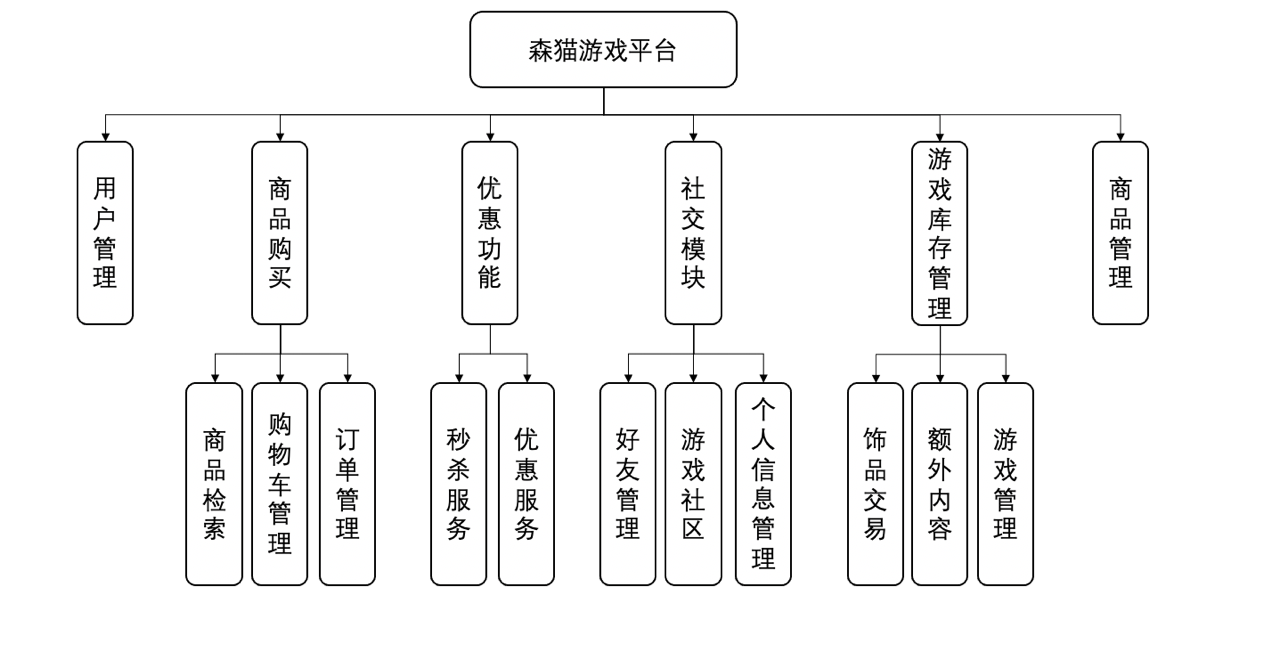 森猫游戏平台
用户管理
商品购买
优惠功能
社交模块
游戏库存管理
商品管理
商品检索
购物车管理
订单管理
秒杀服务
优惠服务
好友管理
游戏社区
个人信息管理
饰品交易
额外内容
游戏管理